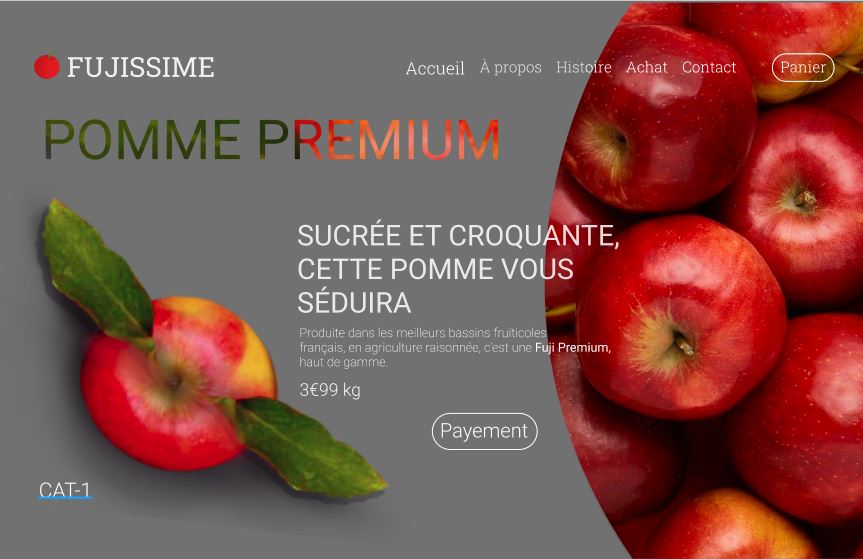 FUJISSIME
Accueil À propos Histoire Achat Contact Panier
POMME PREMIUM
SUCRÉE ET CROQUANTE,
CETTE POMME VOUS
SÉDUIRA
Produite dans les meilleurs bassins fruiticoles
français, en agriculture raisonnée, c'est une Fuji Premium,
haut de gamme.
3€99 kg
Payement
CAT-1